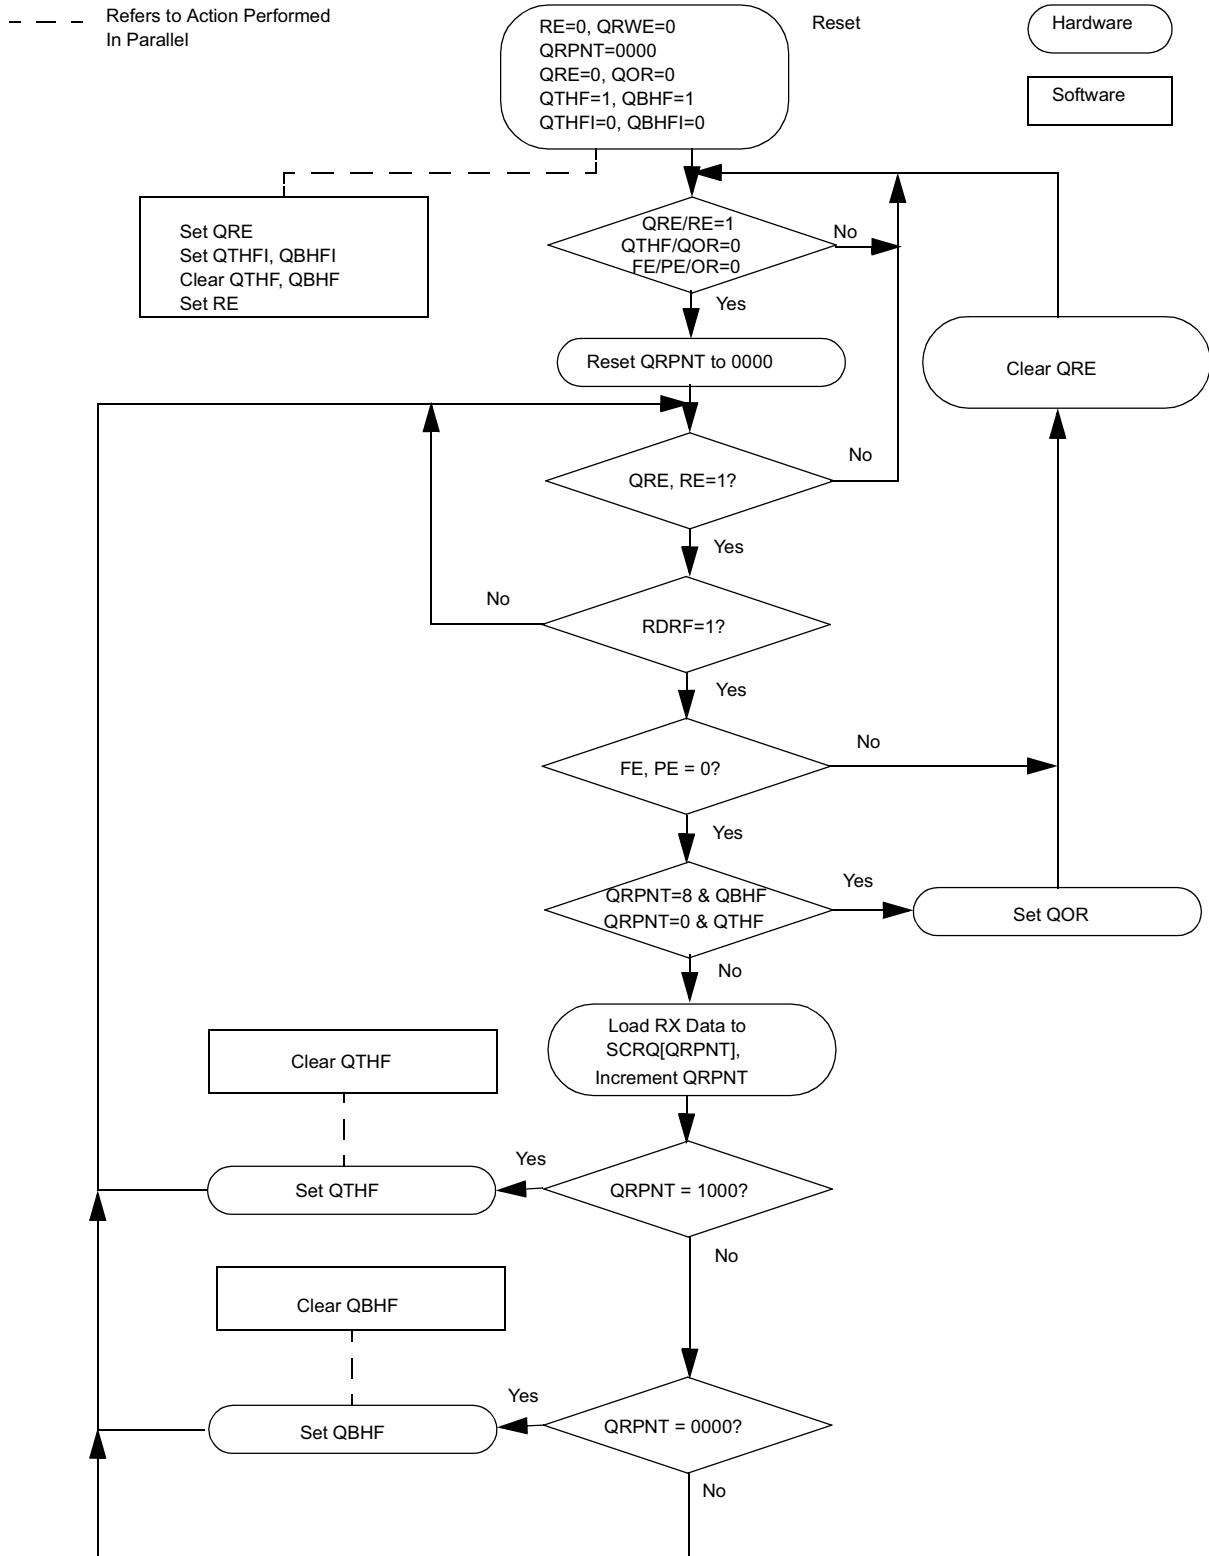 Refers to Action Performed
In Parallel
RE=0, QRWE=0
QRPNT=0000
QRE=0, QOR=0
QTHF=1, QBHF=1
QTHFI=0, QBHFI=0
Reset
Hardware
Software
Set QRE
Set QTHFI, QBHFI
Clear QTHF, QBHF
Set RE
QRE/RE=1
QTHF/QOR=0
FE/PE/OR=0
No
Yes
Reset QRPNT to 0000
Clear QRE
QRE, RE=1?
No
Yes
No
RDRF=1?
Yes
FE, PE = 0?
No
Yes
QRPNT=8 & QBHF
QRPNT=0 & QTHF
Yes
Set QOR
No
Load RX Data to
SCRQ[QRPNT],
Increment QRPNT
Clear QTHF
Set QTHF
Yes
QRPNT = 1000?
No
Clear QBHF
Set QBHF
Yes
QRPNT = 0000?
No